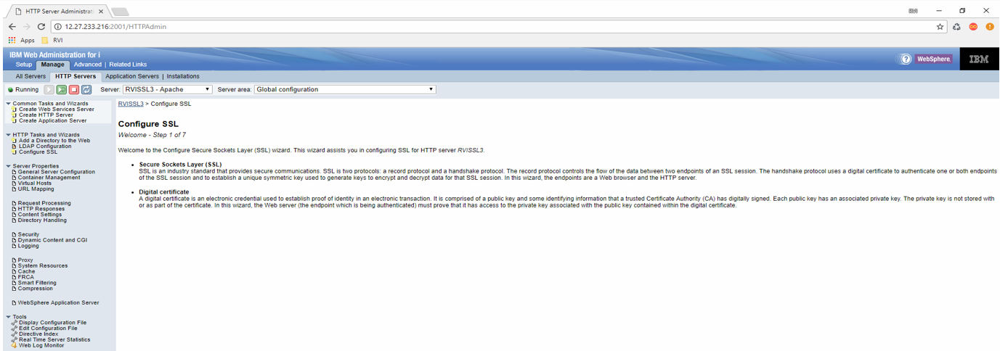 HTTP Server Administrat
RVI
12.27.233.216:2001/HTTPAdmin
Apps RVI
IBM Web Administration for i
Setup Manage Advanced | Related Links
WebSphere.
IBM
All Servers HTTP Servers Application Servers | Installations
Running Server: RVISSL3 - Apache Server area: Global configuration
Common Tasks and Wizards
Create Web Services Server
Create HTTP Server
Create Application Server
HTTP Tasks and Wizards
Add a Directory to the Web
LDAP Configuration
Configure SSL
Server Properties
General Server Configuration
Container Management
Virtual Hosts
URL Mapping
Request Processing
HTTP Responses
Content Settings
Directory Handling
Security
Dynamic Content and CGI
Logging
Proxy
System Resources
Cache
FRCA
Smart Filtering
Compression
WebSphere Application Server
Tools
Display Configuration File
Edit Configuration File
Directive Index
Real Time Server Statistics
Web Log Monitor
RVISSL3 > Configure SSL
Configure SSL
Welcome - Step 1 of 7
Welcome to the Configure Secure Sockets Layer (SSL) wizard. This wizard assists you in configuring SSL for HTTP server RVISSL3.
• Secure Sockets Layer (SSL)
SSL is an industry standard that provides secure communications. SSL is two protocols: a record protocol and a handshake protocol. The record protocol controls the flow of the data between two endpoints of an SSL session. The handshake protocol uses a digital certificate to authenticate one or both endpoints
of the SSL session and to establish a unique symmetric key used to generate keys to encrypt and decrypt data for that SSL session. In this wizard, the endpoints are a Web browser and the HTTP server.
• Digital certificate
A digital certificate is an electronic credential used to establish proof of identity in an electronic transaction. It is comprised of a public key and some identifying information that a trusted Certificate Authority (CA) has digitally signed. Each public key has an associated private key. The private key is not stored with
or as part of the certificate. In this wizard, the Web server (the endpoint which is being authenticated) must prove that it has access to the private key associated with the public key contained within the digital certificate.